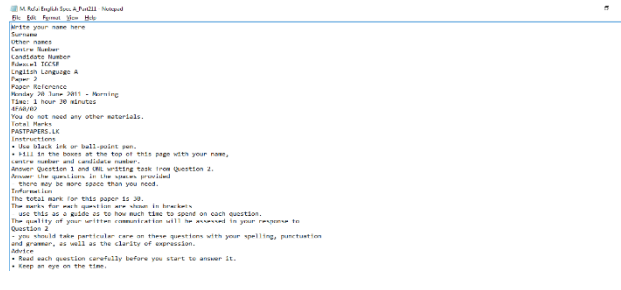 M. Refai English Spec A_Part211 - Notepad
File Edit Format View Help
Write your name here
Surname
Other names
Centre Number
Candidate Number
Edexcel IGCSE
English Language A
Paper 2
Paper Reference
Monday 20 June 2011 - Morning
Time: 1 hour 30 minutes
4EA0/02
You do not need any other materials.
Total Marks
PASTPAPERS.LK
Instructions
• Use black ink or ball-point pen.
• Fill in the boxes at the top of this page with your name,
centre number and candidate number.
Answer Question 1 and ONE writing task from Question 2.
Answer the questions in the spaces provided
there may be more space than you need.
Information
The total mark for this paper is 30.
The marks for each question are shown in brackets
use this as a guide as to how much time to spend on each question.
The quality of your written communication will be assessed in your response to
Question 2
- you should take particular care on these questions with your spelling, punctuation
and grammar, as well as the clarity of expression.
Advice
• Read each question carefully before you start to answer it.
• Keep an eye on the time.